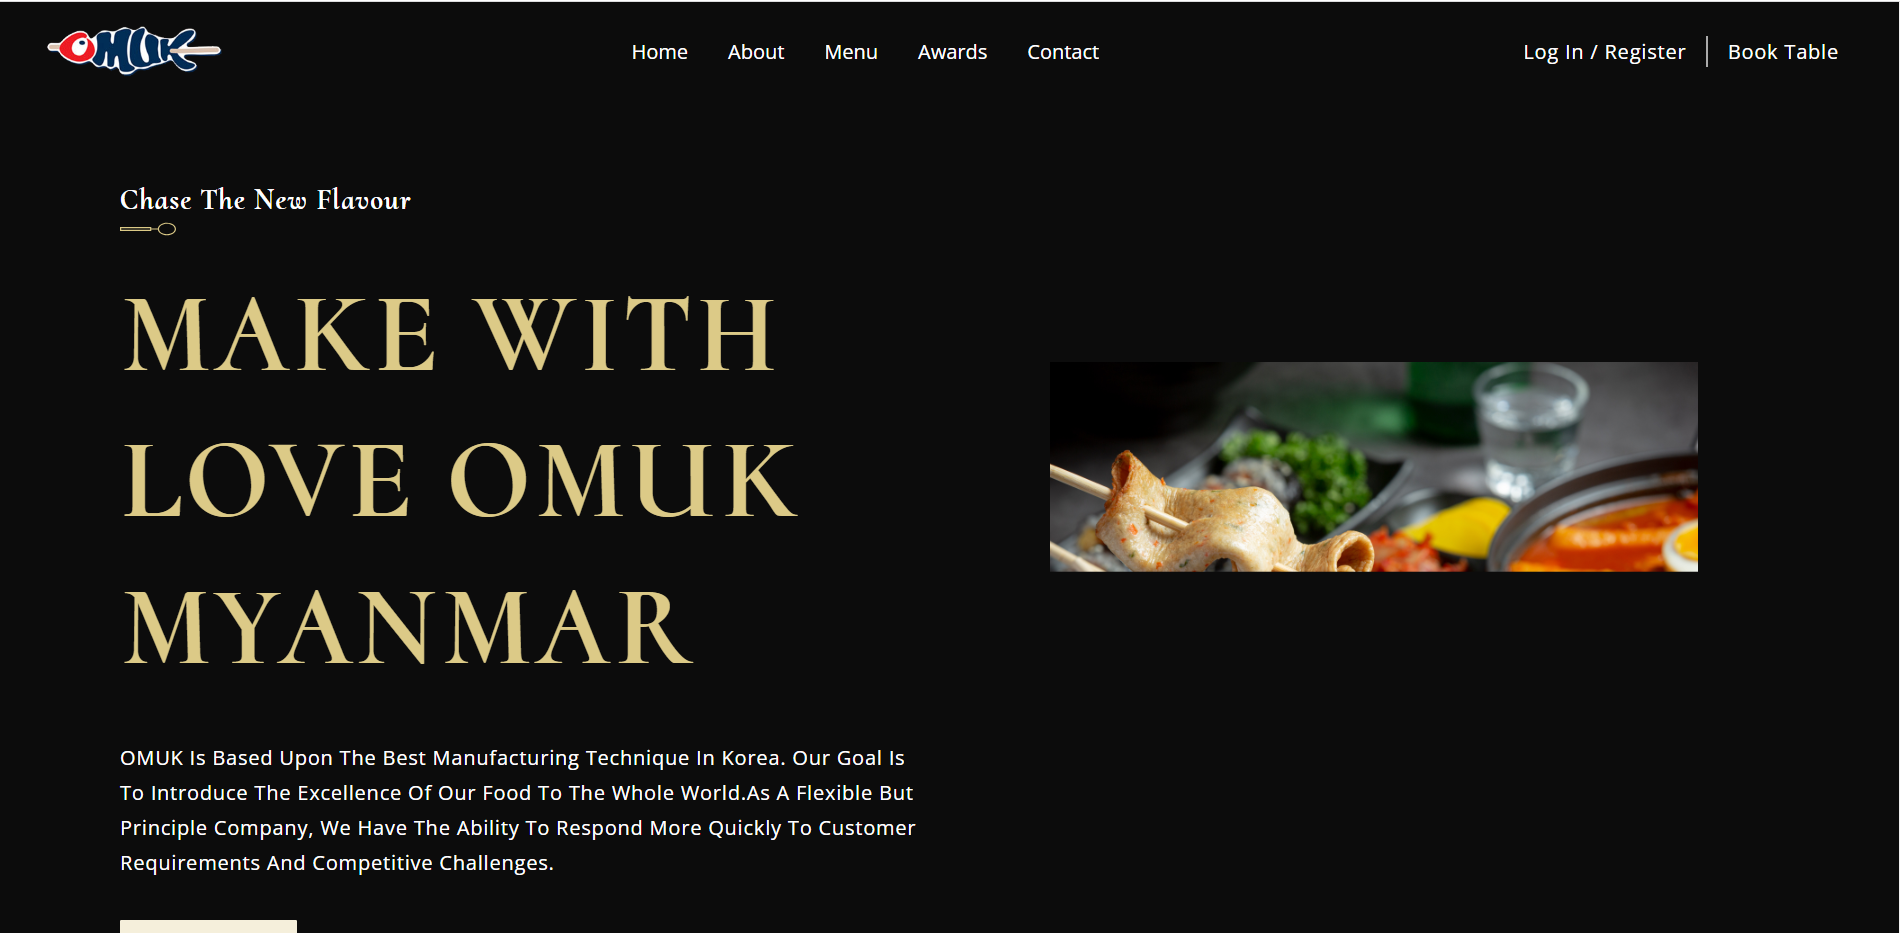 OMUK
Home About Menu Awards Contact
Log In / Register Book Table
Chase The New Flavour
MAKE WITH
LOVE OMUK
MYANMAR
OMUK Is Based Upon The Best Manufacturing Technique In Korea. Our Goal Is
To Introduce The Excellence Of Our Food To The Whole World.As A Flexible But
Principle Company, We Have The Ability To Respond More Quickly To Customer
Requirements And Competitive Challenges.